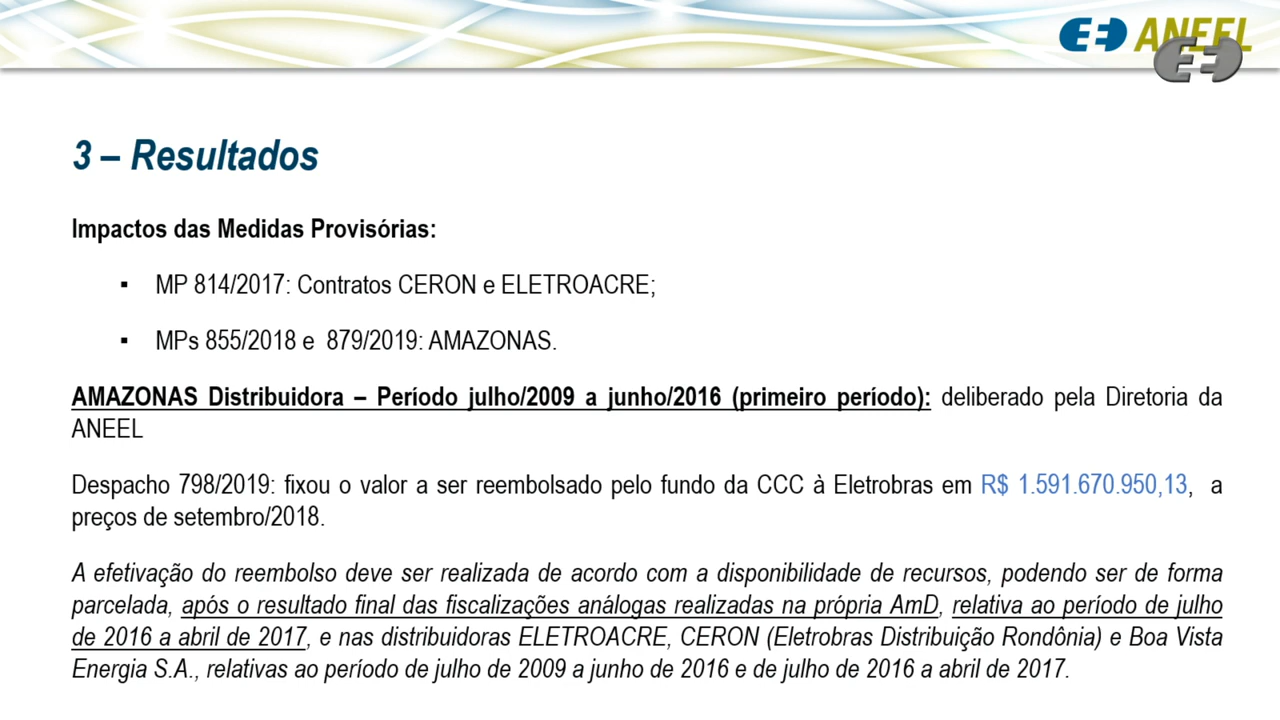 ANEEL
3 – Resultados
Impactos das Medidas Provisórias:
▪ MP 814/2017: Contratos CERON e ELETROACRE;
▪ MPs 855/2018 e 879/2019: AMAZONAS.
AMAZONAS Distribuidora – Período julho/2009 a junho/2016 (primeiro período): deliberado pela Diretoria da
ANEEL
Despacho 798/2019: fixou o valor a ser reembolsado pelo fundo da CCC à Eletrobras em R$ 1.591.670.950,13, a
preços de setembro/2018.
A efetivação do reembolso deve ser realizada de acordo com a disponibilidade de recursos, podendo ser de forma
parcelada, após o resultado final das fiscalizações análogas realizadas na própria AmD, relativa ao período de julho
de 2016 a abril de 2017, e nas distribuidoras ELETROACRE, CERON (Eletrobras Distribuição Rondônia) e Boa Vista
Energia S.A., relativas ao período de julho de 2009 a junho de 2016 e de julho de 2016 a abril de 2017.